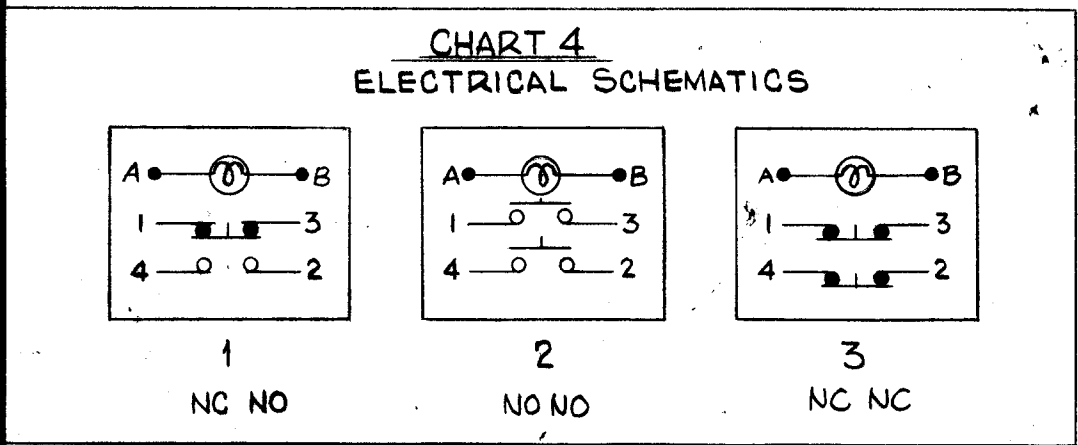 CHART 4
ELECTRICAL SCHEMATICS
A B A B A B
1 3 1 3 1 3
4 2 4 2 4 2
1 2 3
NC NO NO NO NC NC